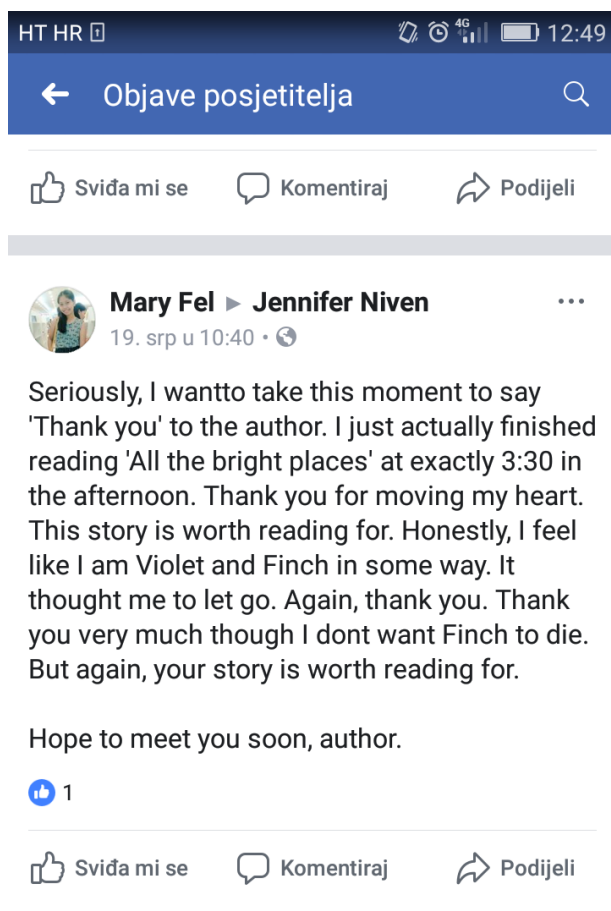 HT HR
4G
12:49
Objave posjetitelja
Sviđa mi se Komentiraj Podijeli
Mary Fel ▸ Jennifer Niven
19. srp u 10:40 •
Seriously, I wantto take this moment to say
'Thank you' to the author. I just actually finished
reading 'All the bright places' at exactly 3:30 in
the afternoon. Thank you for moving my heart.
This story is worth reading for. Honestly, I feel
like I am Violet and Finch in some way. It
thought me to let go. Again, thank you. Thank
you very much though I dont want Finch to die.
But again, your story is worth reading for.
Hope to meet you soon, author.
1
Sviđa mi se Komentiraj Podijeli